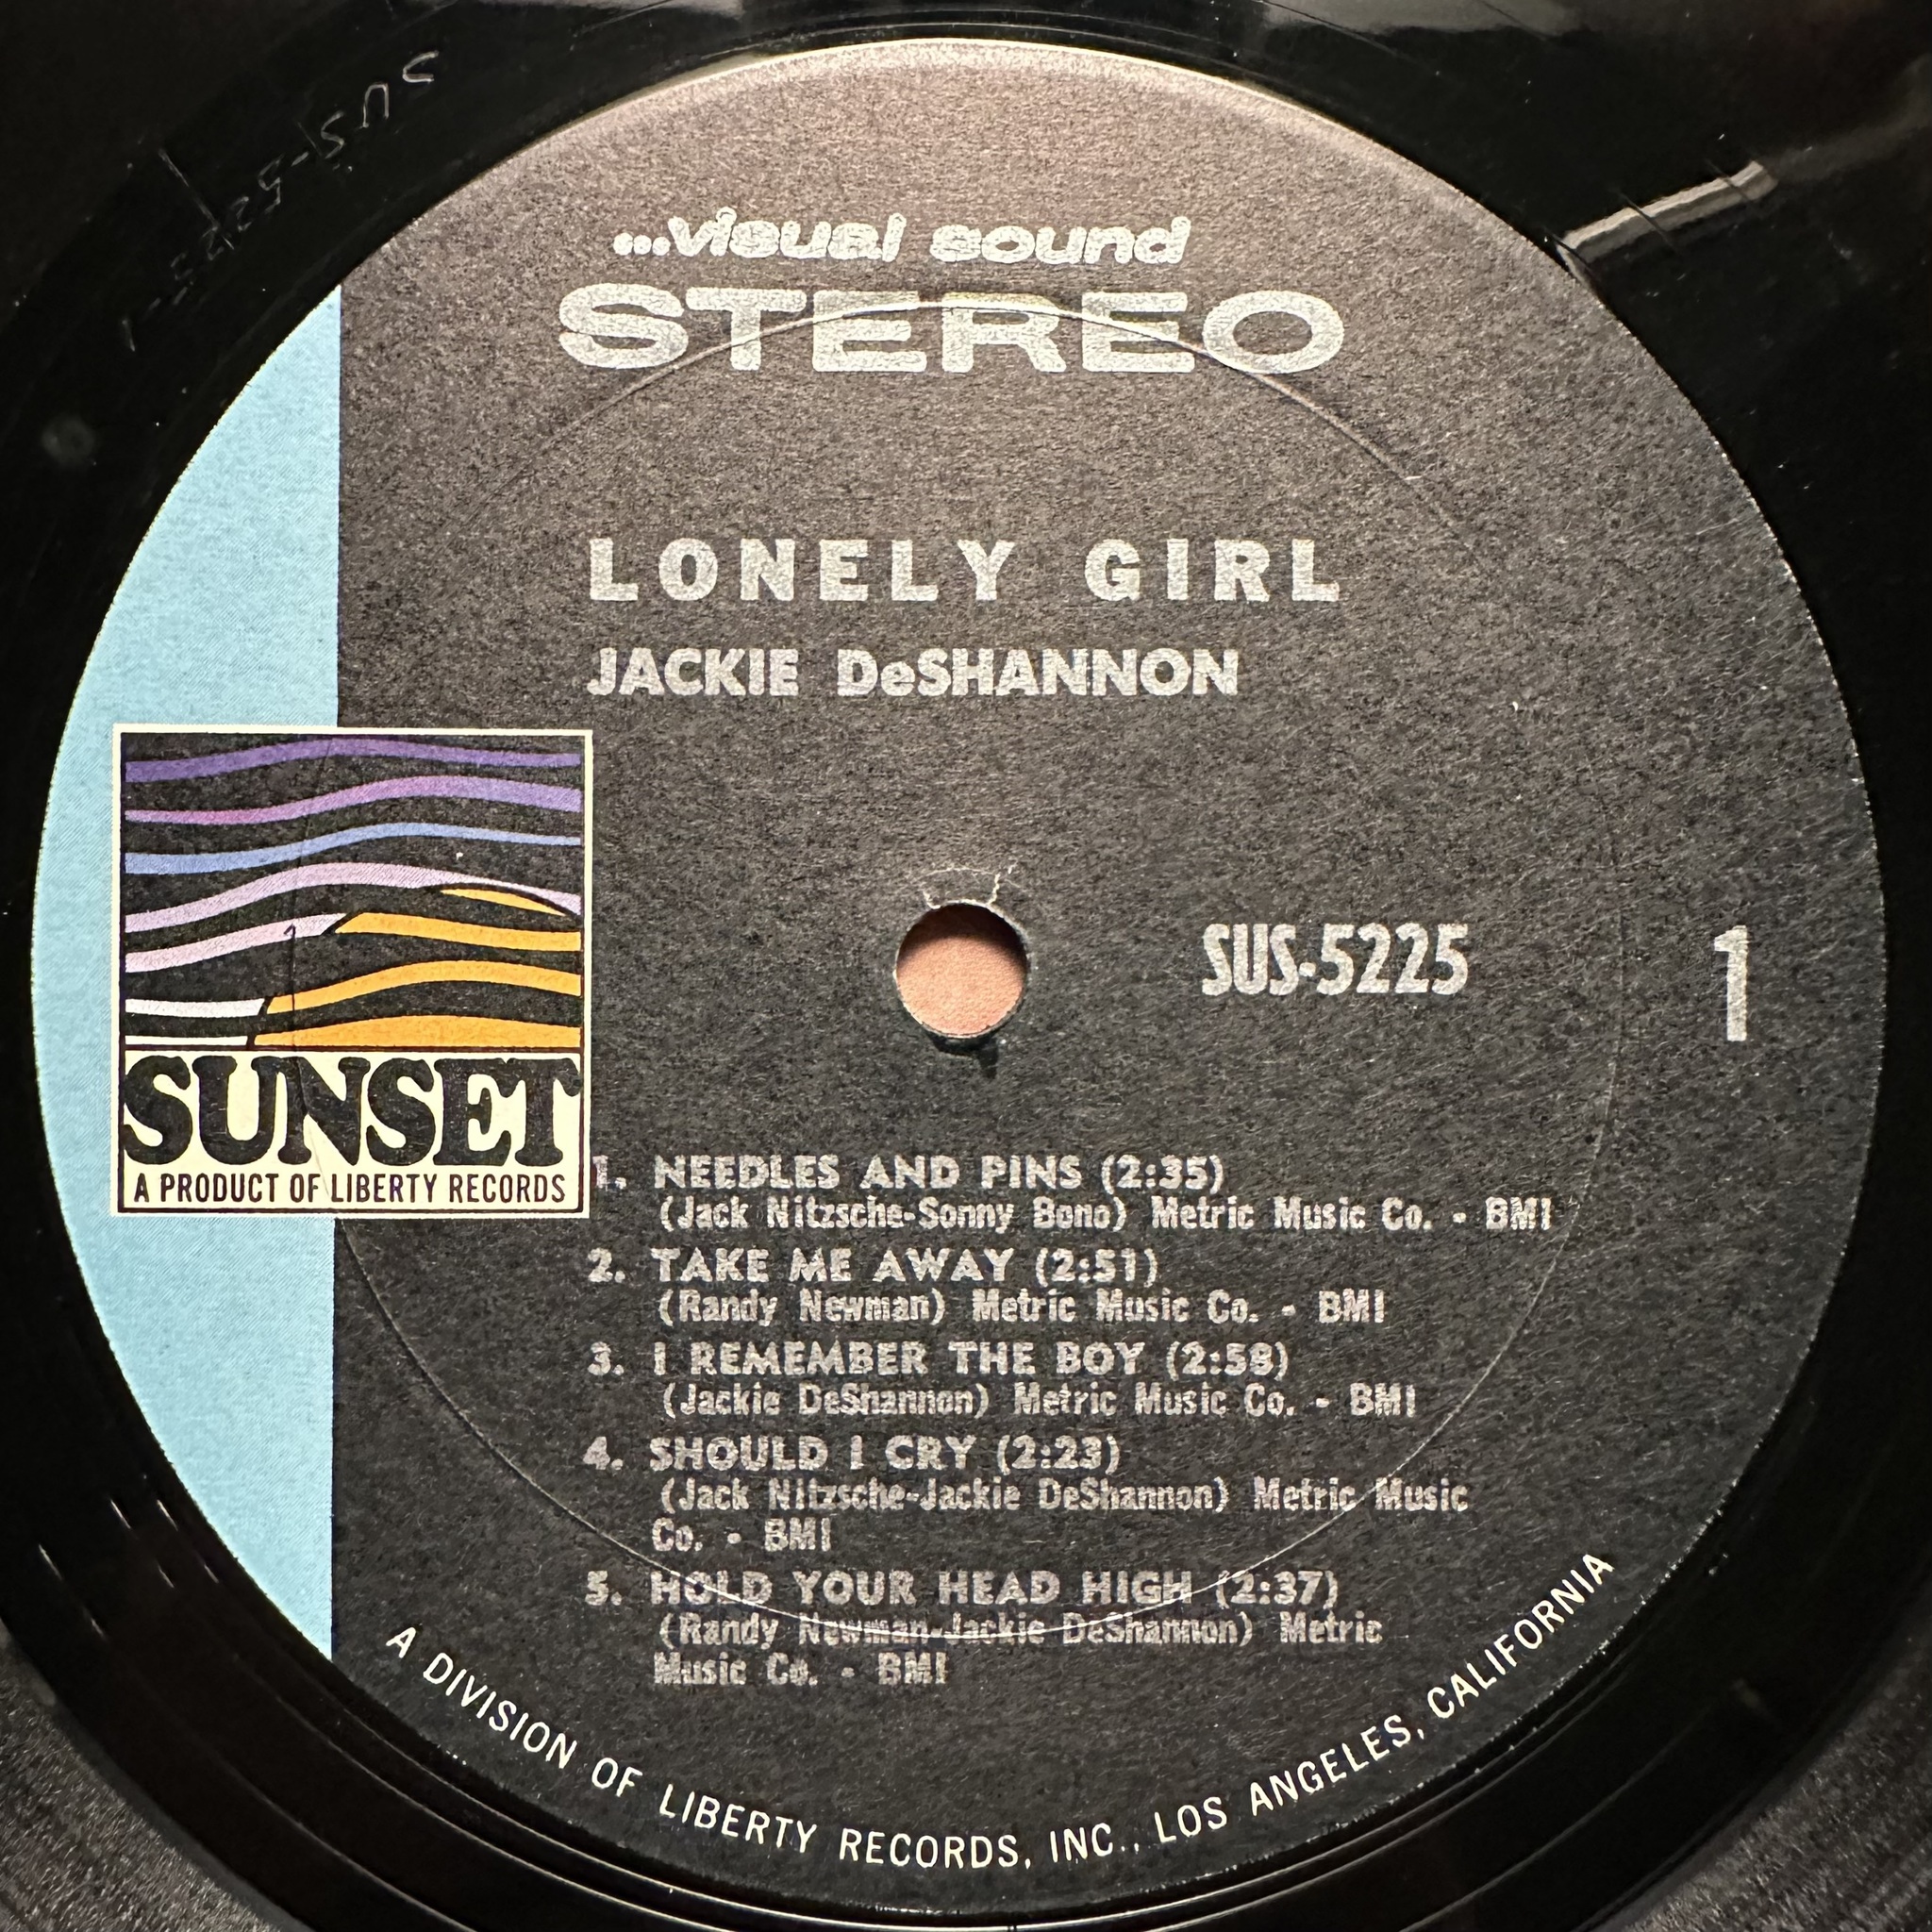 SUS-5225-1
...visual sound
STEREO
LONELY GIRL
JACKIE DeSHANNON
SUS-5225
1
SUNSET
A PRODUCT OF LIBERTY RECORDS
1. NEEDLES AND PINS (2:35)
(Jack Nitzsche-Sonny Bono) Metric Music Co. - BMI
2. TAKE ME AWAY (2:51)
(Randy Newman) Metric Music Co. - BMI
3. I REMEMBER THE BOY (2:58)
(Jackie DeShannon) Metric Music Co. - BMI
4. SHOULD I CRY (2:23)
(Jack Nitzsche-Jackie DeShannon) Metric Music
Co. - BMI
5. HOLD YOUR HEAD HIGH (2:37)
(Randy Newman-Jackie DeShannon) Metric
Music Co. - BMI
A DIVISION OF LIBERTY RECORDS, INC., LOS ANGELES, CALIFORNIA